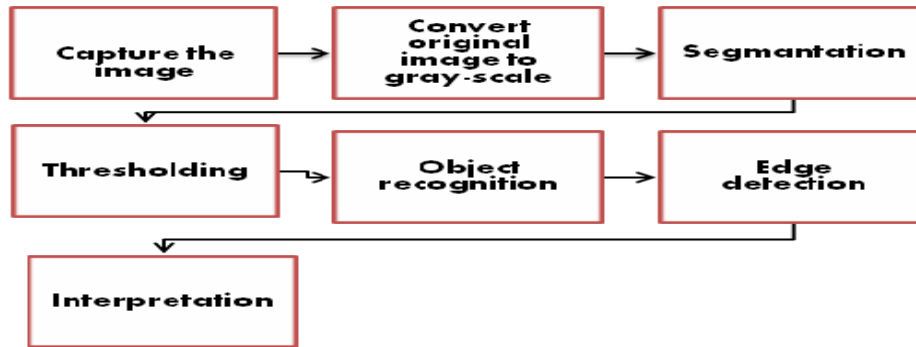 Capture the
image
Convert
original
image to
gray-scale
Segmantation
Thresholding
Object
recognition
Edge
detection
Interpretation